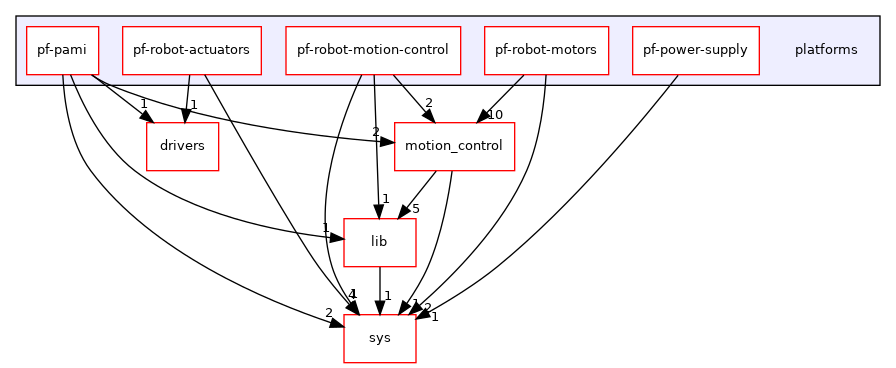 pf-pami
pf-robot-actuators
pf-robot-motion-control
pf-robot-motors
pf-power-supply
platforms
1
1
2
10
2
drivers
motion_control
1
5
1
lib
1
4
1
1
2
2
1
sys